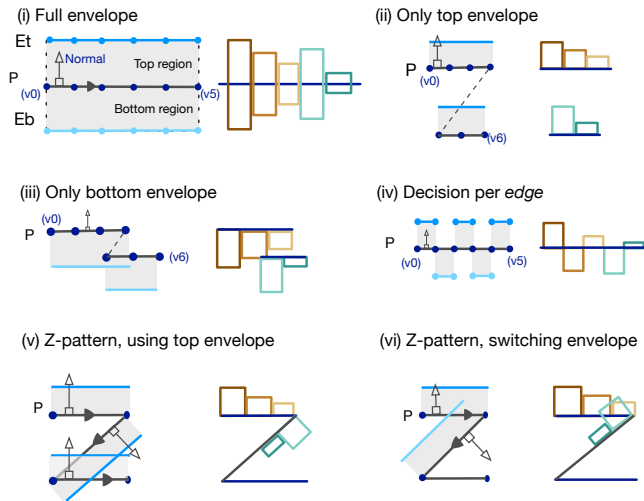 (i) Full envelope
Et
Normal
Top region
P
(v0)
(v5)
Bottom region
Eb
(ii) Only top envelope
P
(v0)
(v6)
(iii) Only bottom envelope
(v0)
P
(v6)
(iv) Decision per edge
P
(v0)
(v5)
(v) Z-pattern, using top envelope
P
(vi) Z-pattern, switching envelope
P